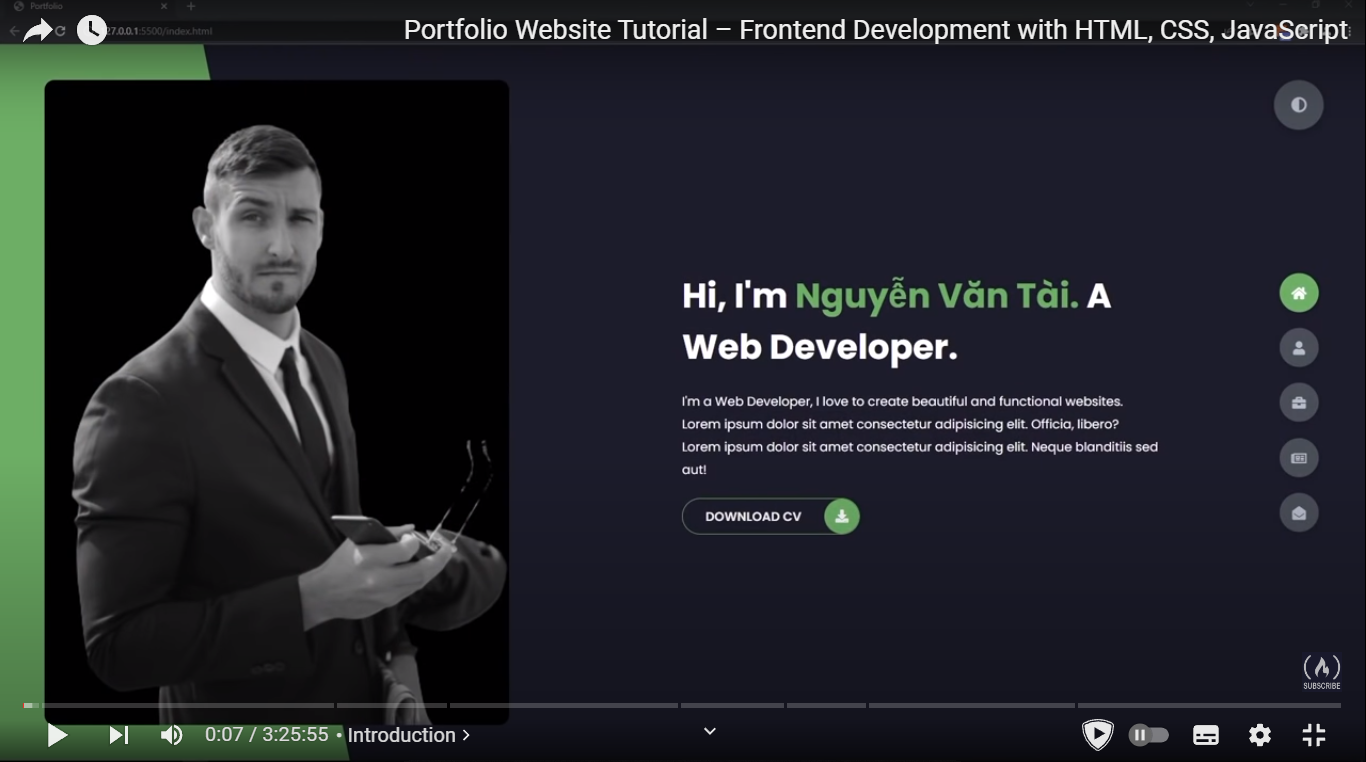 Portfolio
127.0.0.1:5500/index.html
Portfolio Website Tutorial – Frontend Development with HTML, CSS, JavaScript
Hi, I'm Nguyễn Văn Tài. A
Web Developer.
I'm a Web Developer, I love to create beautiful and functional websites.
Lorem ipsum dolor sit amet consectetur adipisicing elit. Officia, libero?
Lorem ipsum dolor sit amet consectetur adipisicing elit. Neque blanditiis sed
aut!
DOWNLOAD CV
SUBSCRIBE
0:07 / 3:25:55 • Introduction